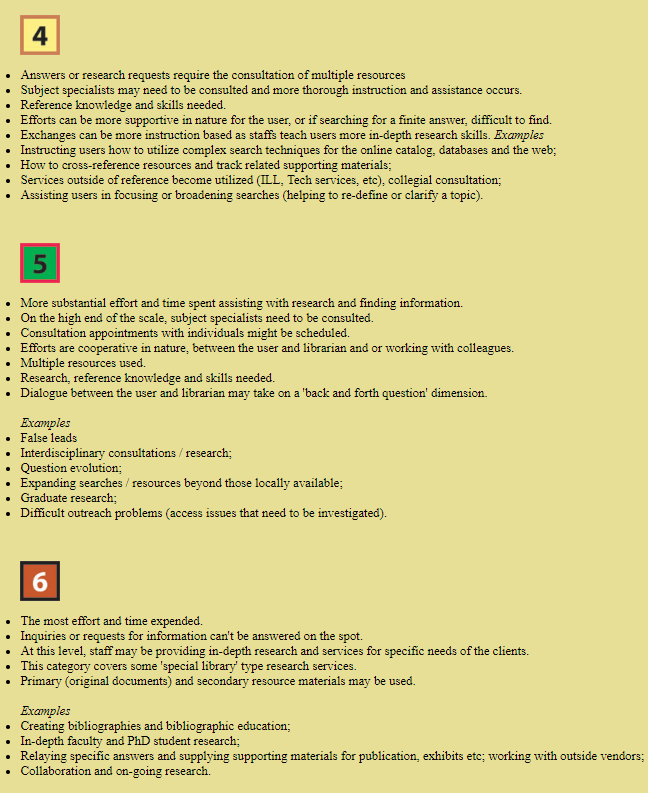 4
• Answers or research requests require the consultation of multiple resources
• Subject specialists may need to be consulted and more thorough instruction and assistance occurs.
• Reference knowledge and skills needed.
• Efforts can be more supportive in nature for the user, or if searching for a finite answer, difficult to find.
• Exchanges can be more instruction based as staffs teach users more in-depth research skills. Examples
• Instructing users how to utilize complex search techniques for the online catalog, databases and the web;
• How to cross-reference resources and track related supporting materials;
• Services outside of reference become utilized (ILL, Tech services, etc), collegial consultation;
• Assisting users in focusing or broadening searches (helping to re-define or clarify a topic).
5
• More substantial effort and time spent assisting with research and finding information.
• On the high end of the scale, subject specialists need to be consulted.
• Consultation appointments with individuals might be scheduled.
• Efforts are cooperative in nature, between the user and librarian and or working with colleagues.
• Multiple resources used.
• Research, reference knowledge and skills needed.
• Dialogue between the user and librarian may take on a 'back and forth question' dimension.
Examples
• False leads
• Interdisciplinary consultations / research;
• Question evolution;
• Expanding searches / resources beyond those locally available;
• Graduate research;
• Difficult outreach problems (access issues that need to be investigated).
6
• The most effort and time expended.
• Inquiries or requests for information can't be answered on the spot.
• At this level, staff may be providing in-depth research and services for specific needs of the clients.
• This category covers some 'special library' type research services.
• Primary (original documents) and secondary resource materials may be used.
Examples
• Creating bibliographies and bibliographic education;
• In-depth faculty and PhD student research;
• Relaying specific answers and supplying supporting materials for publication, exhibits etc; working with outside vendors;
• Collaboration and on-going research.